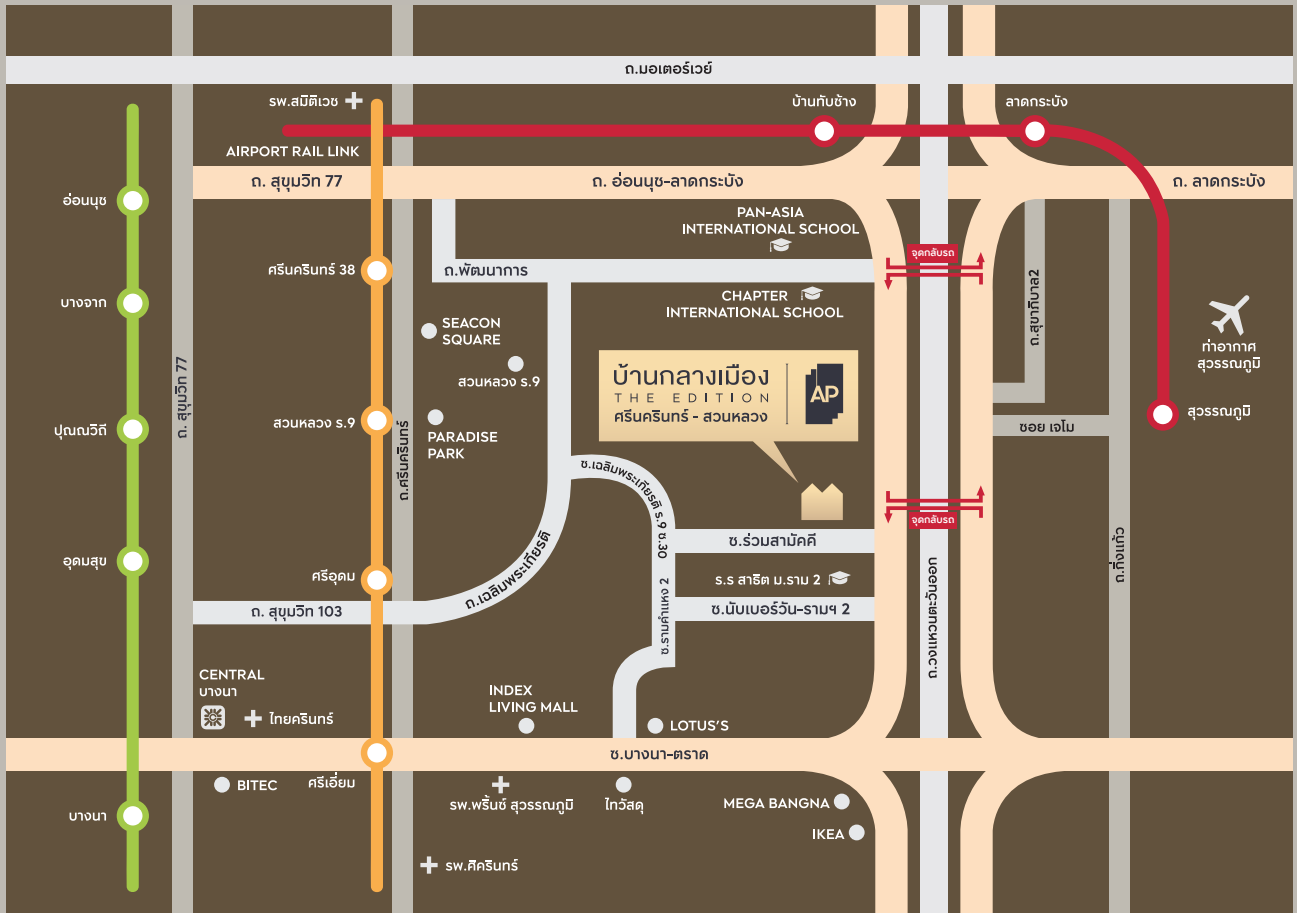 ถ.มอเตอร์เวย์
รพ.สมิติเวช
บ้านทับช้าง
ลาดกระบัง
AIRPORT RAIL LINK
ถ. สุขุมวิท 77
ถ. อ่อนนุช-ลาดกระบัง
ถ. ลาดกระบัง
อ่อนนุช
PAN-ASIA
INTERNATIONAL SCHOOL
จุดกลับรถ
ศรีนครินทร์ 38
ถ.พัฒนาการ
บางจาก
CHAPTER
INTERNATIONAL SCHOOL
ถ.สุขาภิบาล2
SEACON
SQUARE
ท่าอากาศ
สุวรรณภูมิ
ถ. สุขุมวิท 77
สวนหลวง ร.9
บ้านกลางเมือง
THE EDITION
ศรีนครินทร์ - สวนหลวง
AP
สุวรรณภูมิ
ปุณณวิถี
สวนหลวง ร.9
ถ.ศรีนครินทร์
PARADISE
PARK
ซอย เจโม
ซ.เฉลิมพระเกียรติ ร.9 ซ.30
จุดกลับรถ
ซ.ร่วมสามัคคี
อุดมสุข
ศรีอุดม
ถ.เฉลิมพระเกียรติ
ร.ร สาธิต ม.ราม 2
ถ.กิ่งแก้ว
ถ. สุขุมวิท 103
ซ.รามคำแหง 2
ซ.นัมเบอร์วัน-รามฯ 2
ถ.วงแหวนตะวันออก
CENTRAL
บางนา
ไทยครินทร์
INDEX
LIVING MALL
LOTUS'S
ซ.บางนา-ตราด
BITEC
ศรีเอี่ยม
รพ.พริ้นซ์ สุวรรณภูมิ
ไทวัสดุ
MEGA BANGNA
บางนา
IKEA
รพ.ศิครินทร์